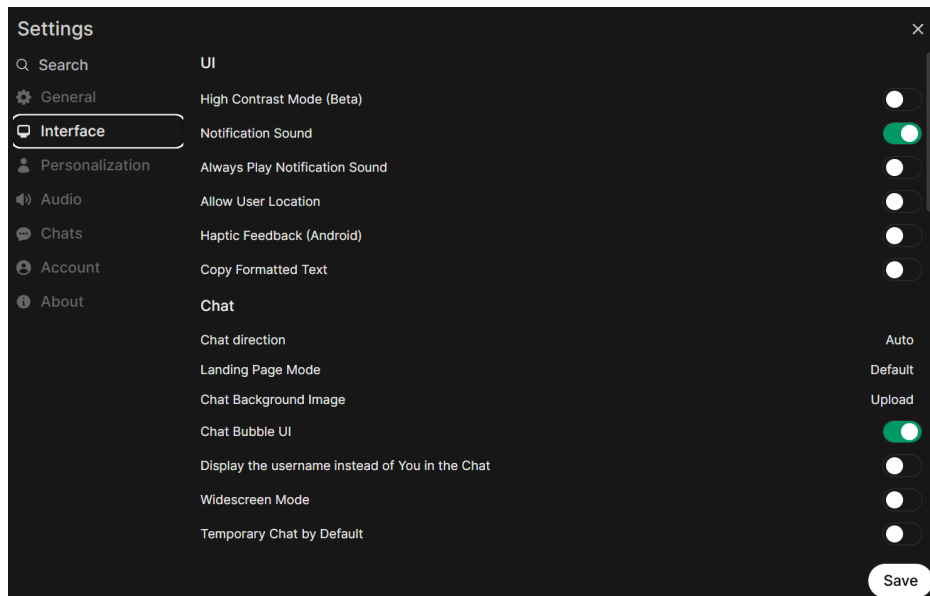 Settings
Search
General
Interface
Personalization
Audio
Chats
Account
About
UI
High Contrast Mode (Beta)
Notification Sound
Always Play Notification Sound
Allow User Location
Haptic Feedback (Android)
Copy Formatted Text
Chat
Chat direction Auto
Landing Page Mode Default
Chat Background Image Upload
Chat Bubble UI
Display the username instead of You in the Chat
Widescreen Mode
Temporary Chat by Default
Save